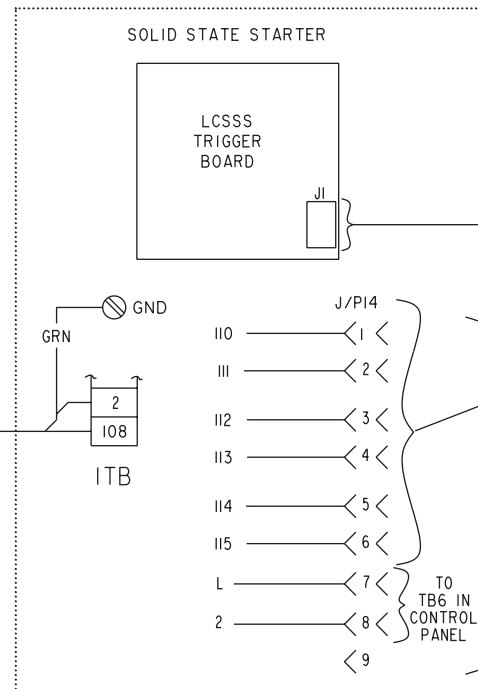 SOLID STATE STARTER
LCSSS
TRIGGER
BOARD
J1
GND
GRN
2
108
1TB
J/P14
110 1
111 2
112 3
113 4
114 5
115 6
L 7
2 8
9
TO
TB6 IN
CONTROL
PANEL